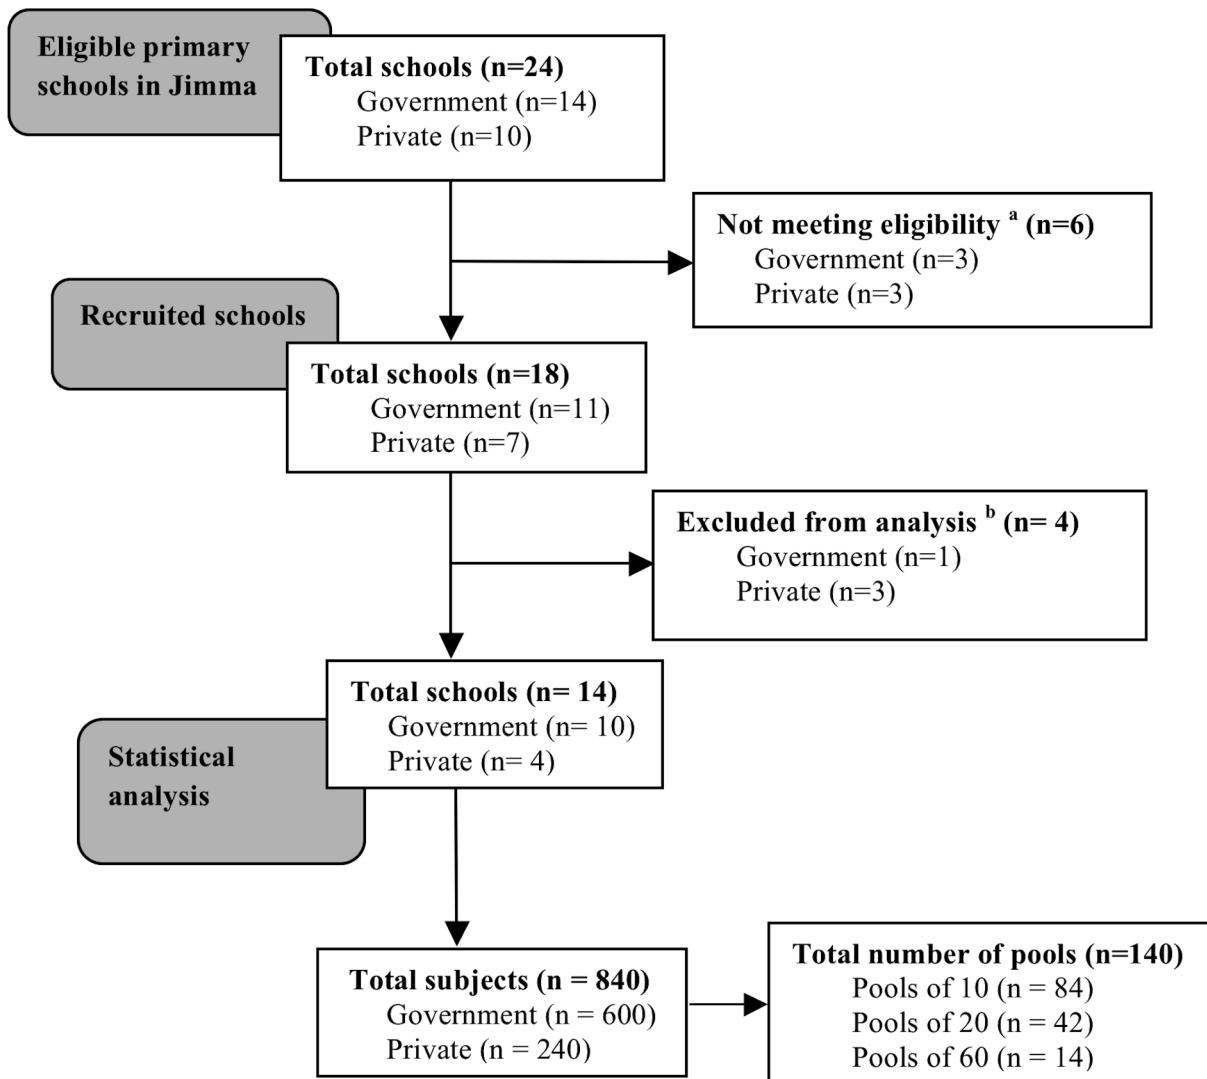 Eligible primary
schools in Jimma
Total schools (n=24)
Government (n=14)
Private (n=10)
Not meeting eligibility a (n=6)
Government (n=3)
Private (n=3)
Recruited schools
Total schools (n=18)
Government (n=11)
Private (n=7)
Excluded from analysis b (n= 4)
Government (n=1)
Private (n=3)
Total schools (n= 14)
Government (n= 10)
Private (n= 4)
Statistical
analysis
Total subjects (n = 840)
Government (n = 600)
Private (n = 240)
Total number of pools (n=140)
Pools of 10 (n = 84)
Pools of 20 (n = 42)
Pools of 60 (n = 14)